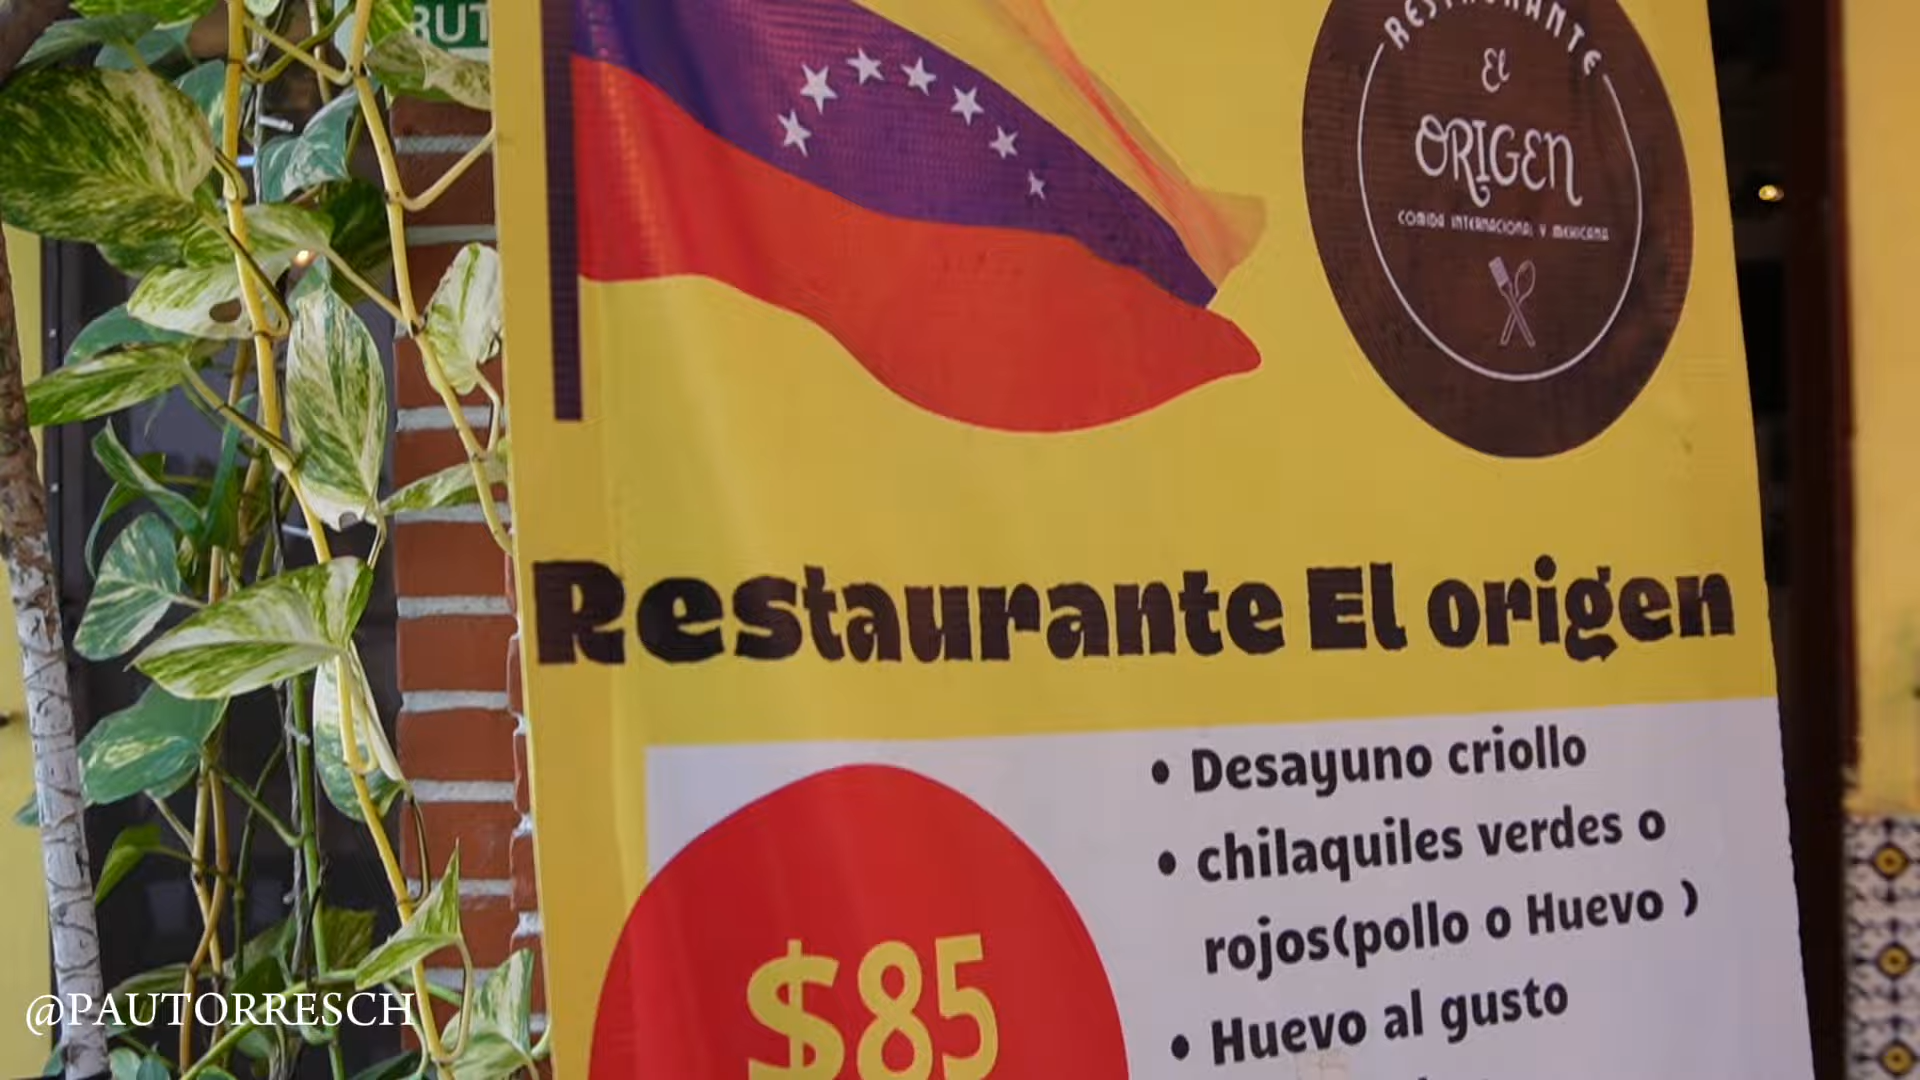 RUT
RESTAURANTE
El
ORIGEN
COMIDA INTERNACIONAL Y MEXICANA
Restaurante El origen
• Desayuno criollo
• chilaquiles verdes o
rojos(pollo o Huevo )
• Huevo al gusto
$85
@PAUTORRESCH